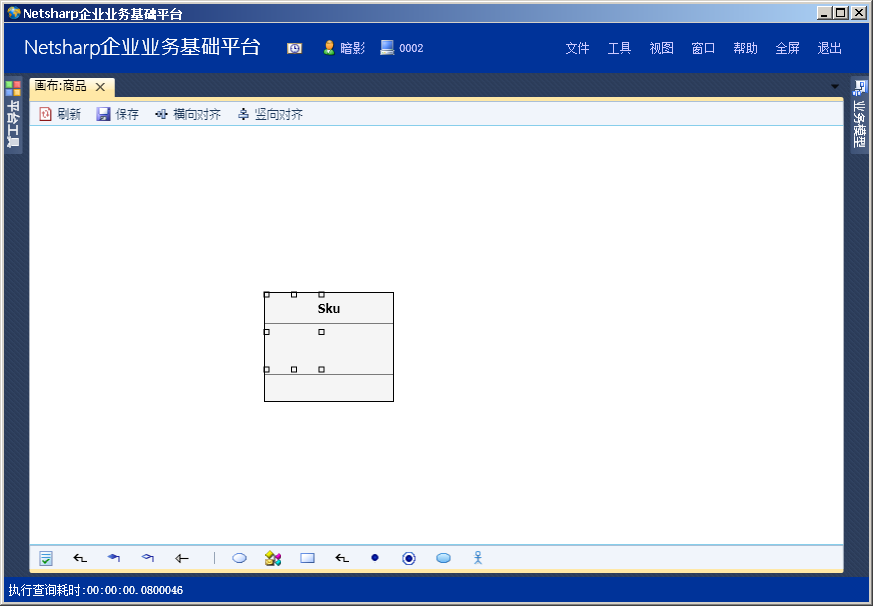 Netsharp企业业务基础平台
Netsharp企业业务基础平台 暗影 0002 文件 工具 视图 窗口 帮助 全屏 退出
平台工具
画布:商品
业务模型
刷新 保存 横向对齐 竖向对齐
Sku
执行查询耗时:00:00:00.0800046